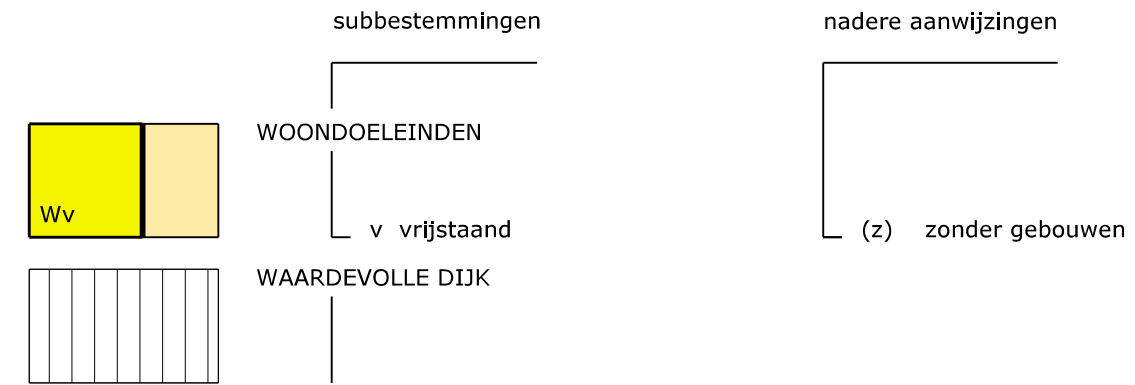 subbestemmingen
nadere aanwijzingen
WOONDOELEINDEN
Wv
v vrijstaand
(z) zonder gebouwen
WAARDEVOLLE DIJK